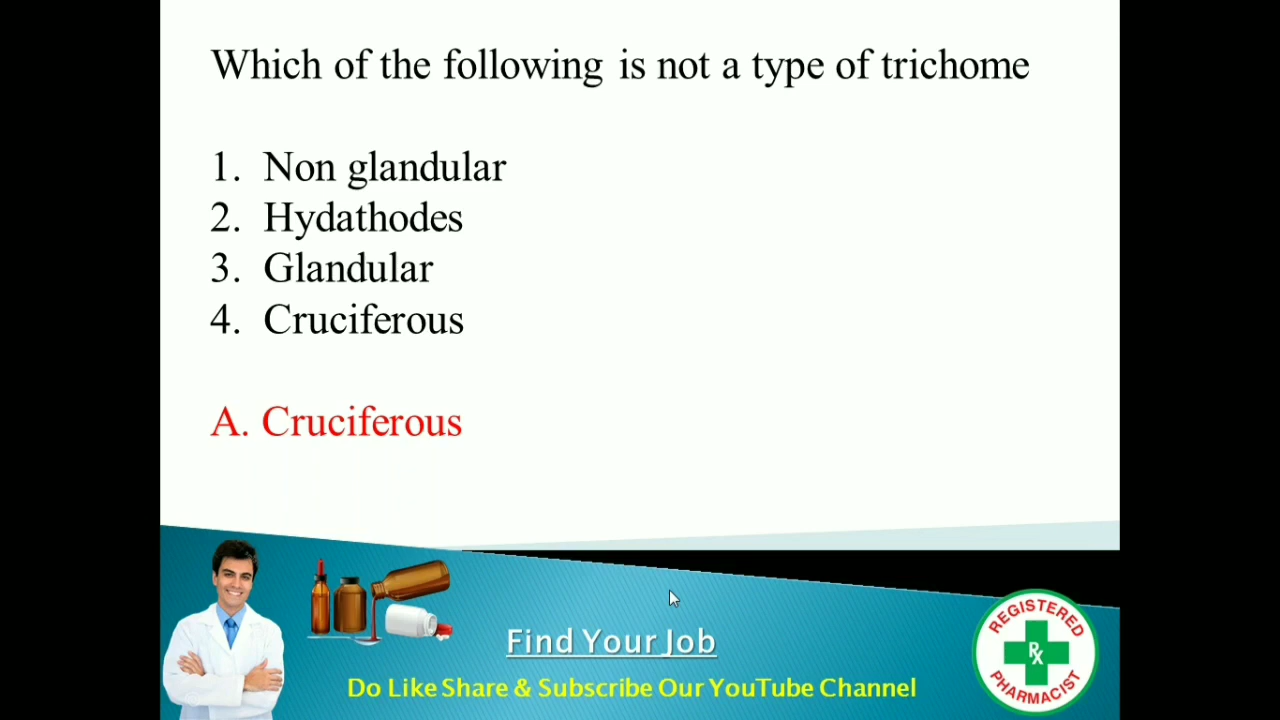 Which of the following is not a type of trichome
1. Non glandular
2. Hydathodes
3. Glandular
4. Cruciferous
A. Cruciferous
Find Your Job
Do Like Share & Subscribe Our YouTube Channel
REGISTERED
Rx
PHARMACIST